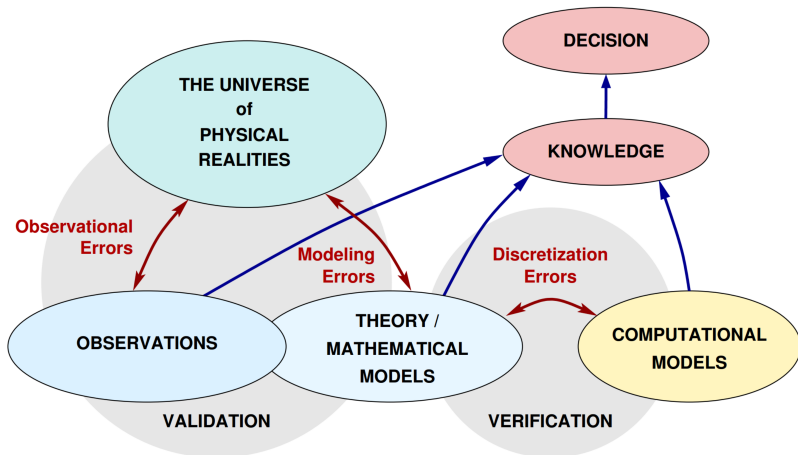 DECISION
THE UNIVERSE
of
PHYSICAL
REALITIES
KNOWLEDGE
Observational
Errors
Modeling
Errors
Discretization
Errors
OBSERVATIONS
THEORY /
MATHEMATICAL
MODELS
COMPUTATIONAL
MODELS
VALIDATION
VERIFICATION